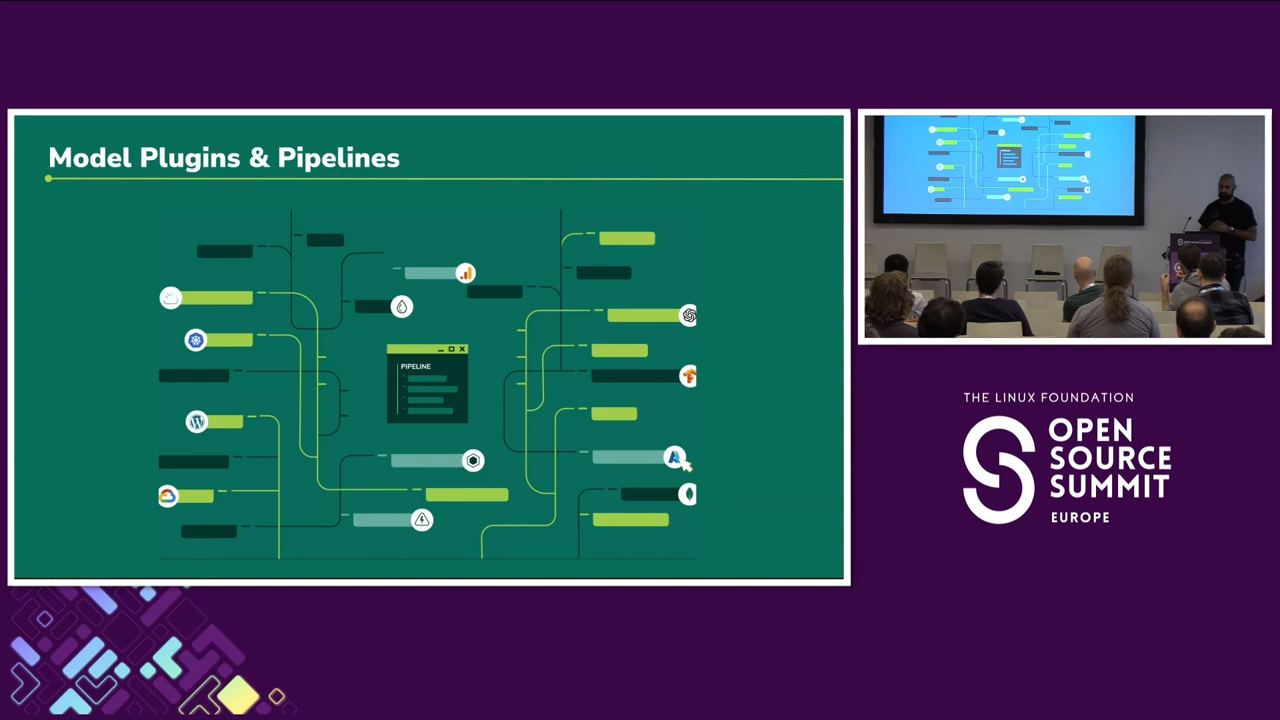 Model Plugins & Pipelines
PIPELINE
THE LINUX FOUNDATION
OPEN
SOURCE
SUMMIT
EUROPE